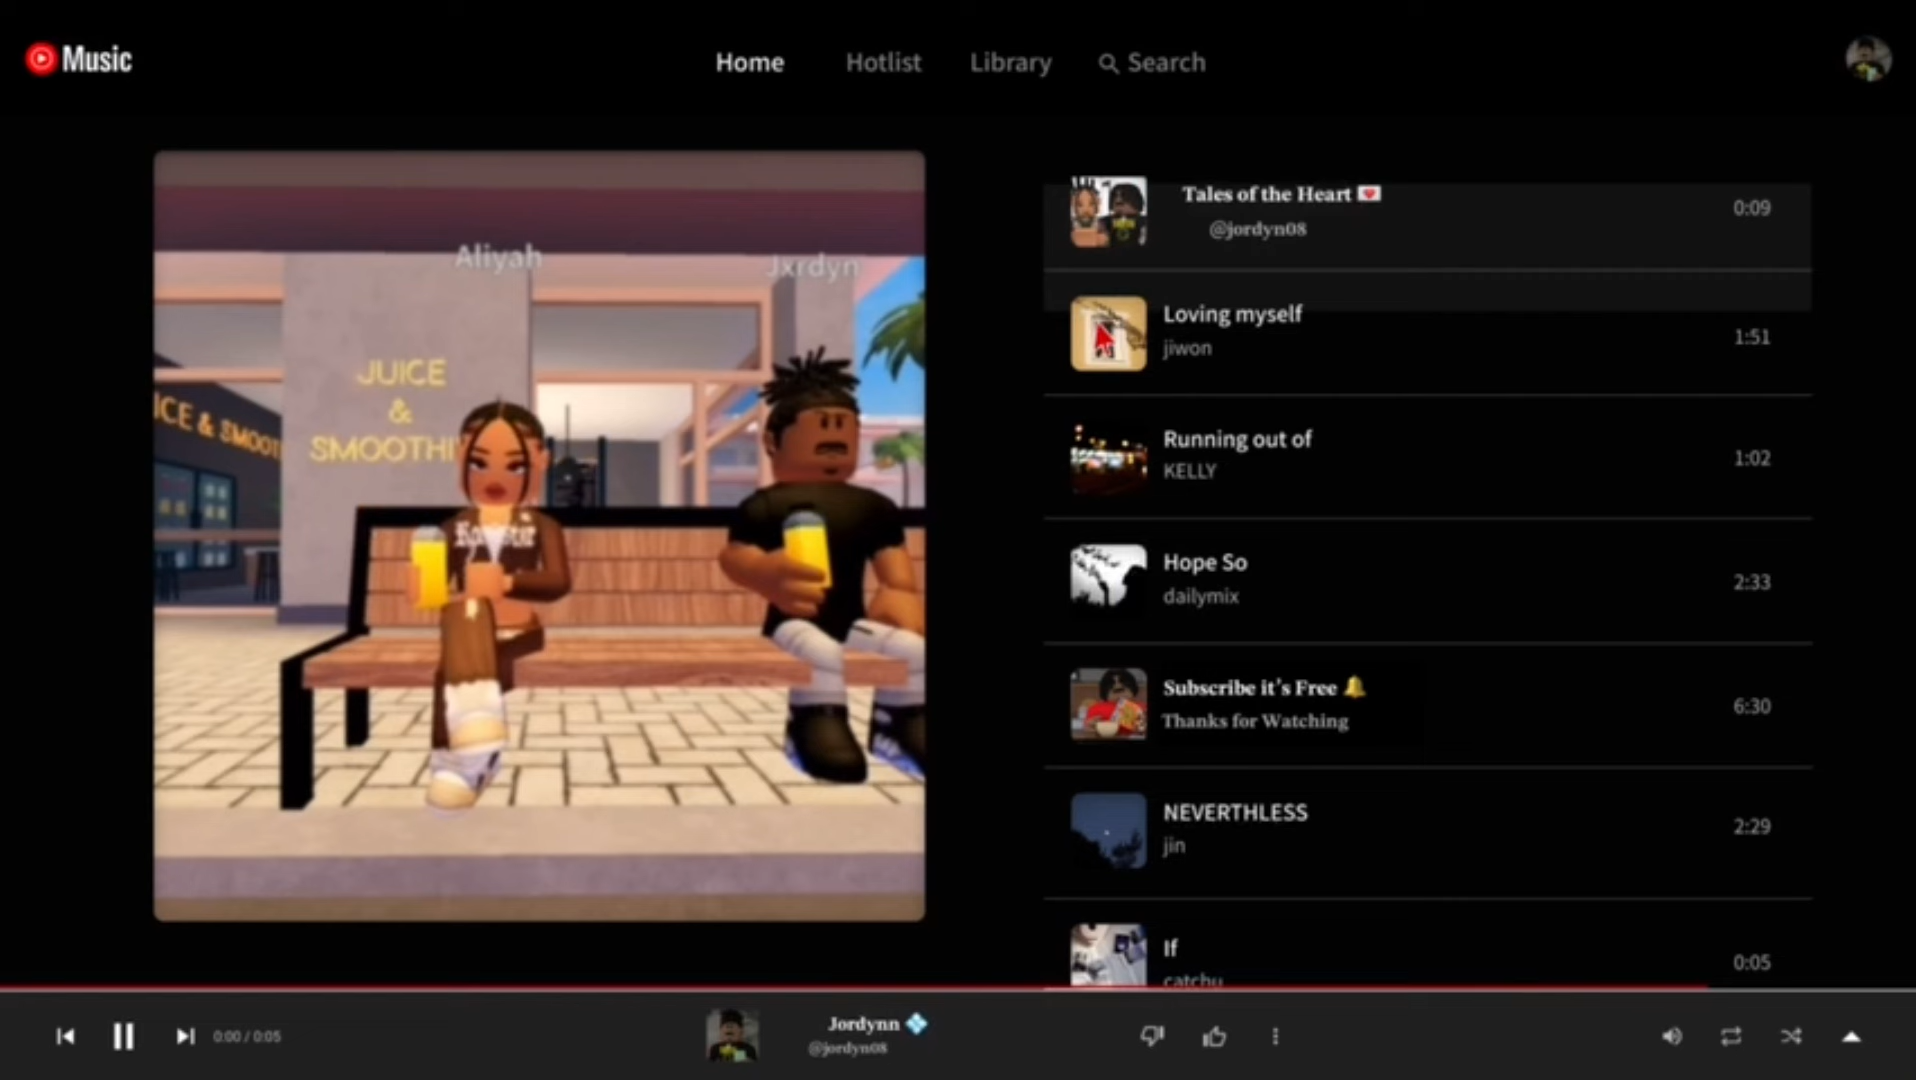 Music
Home
Hotlist
Library
Search
Aliyah
Jxrdyn
JUICE
&
SMOOTHI
ICE & SMOOT
Tales of the Heart 💌
@jordyn08
0:09
Loving myself
jiwon
1:51
Running out of
KELLY
1:02
Hope So
dailymix
2:33
Subscribe it's Free 🔔
Thanks for Watching
6:30
NEVERTHLESS
jin
2:29
If
catchu
0:05
0:00 / 0:05
Jordynn 💠
@jordyn08